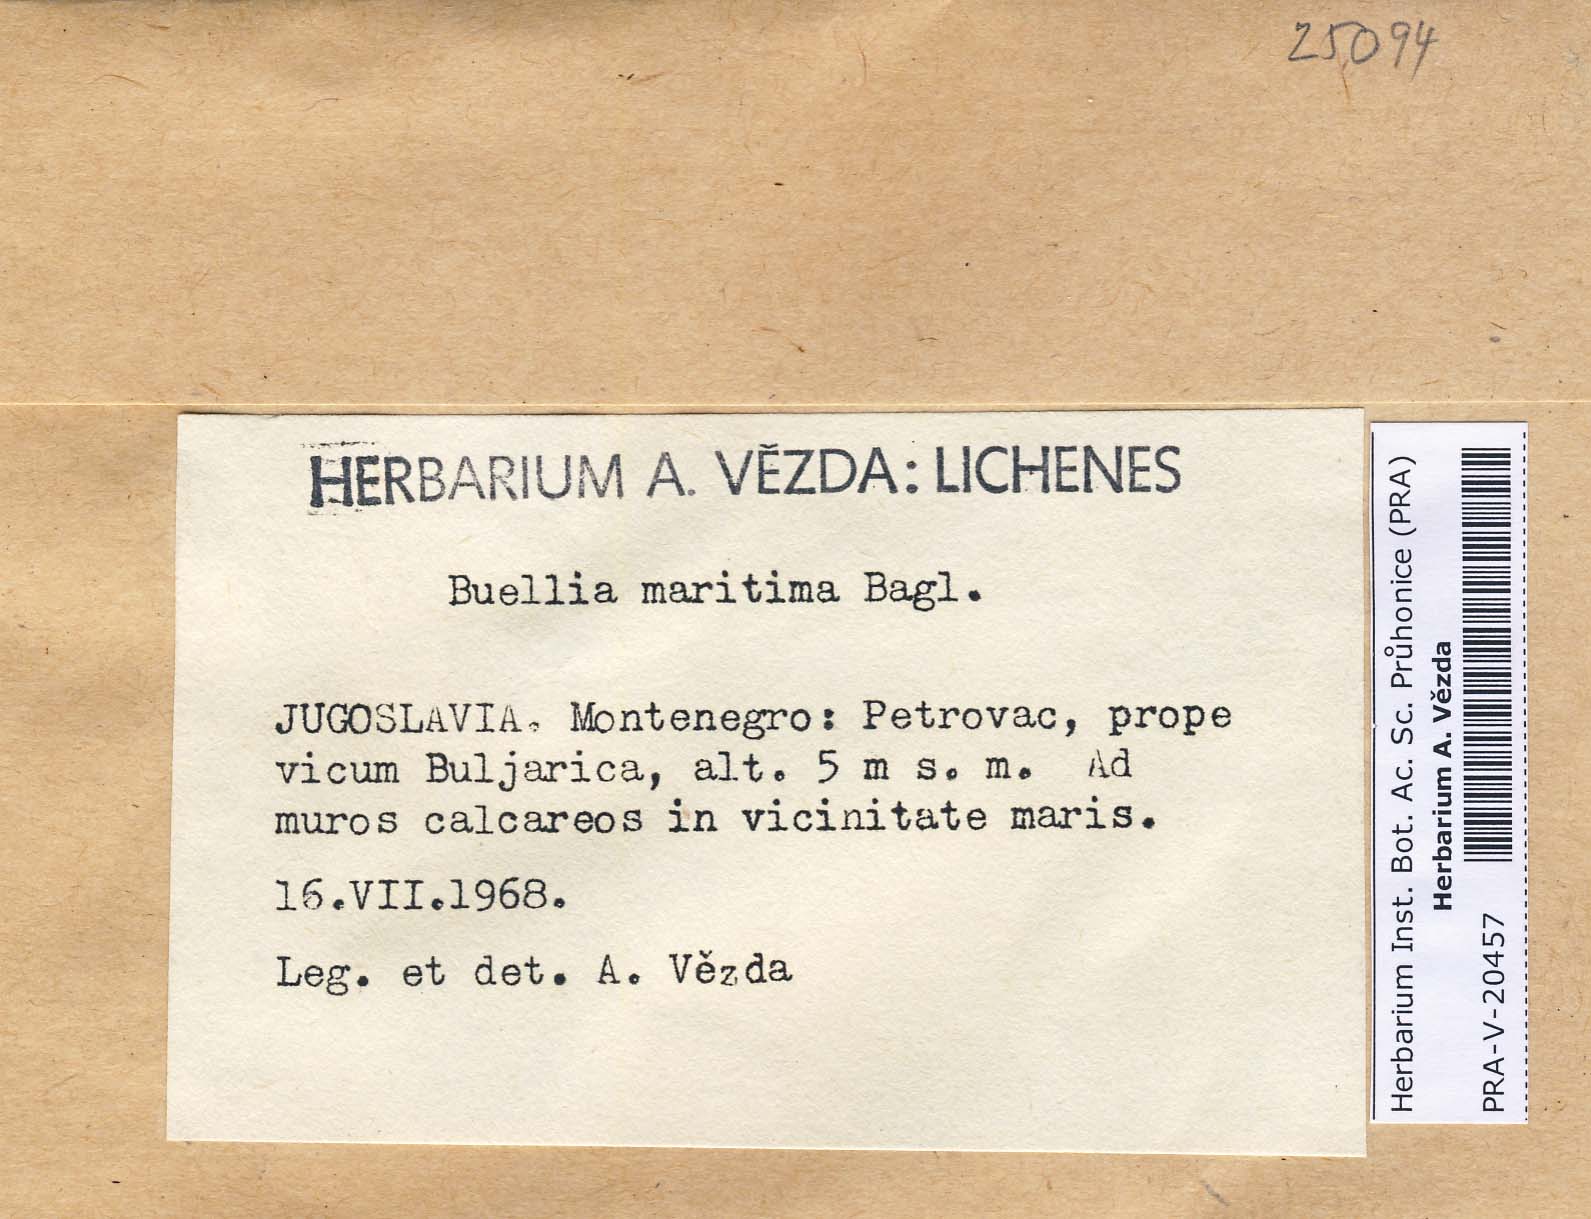 25094
HERBARIUM A. VĚZDA: LICHENES
Buellia maritima Bagl.
JUGOSLAVIA. Montenegro: Petrovac, prope
vicum Buljarica, alt. 5 m s. m. Ad
muros calcareos in vicinitate maris.
16.VII.1968.
Leg. et det. A. Vězda
Herbarium Inst. Bot. Ac. Sc. Průhonice (PRA)
Herbarium A. Vězda
PRA-V-20457